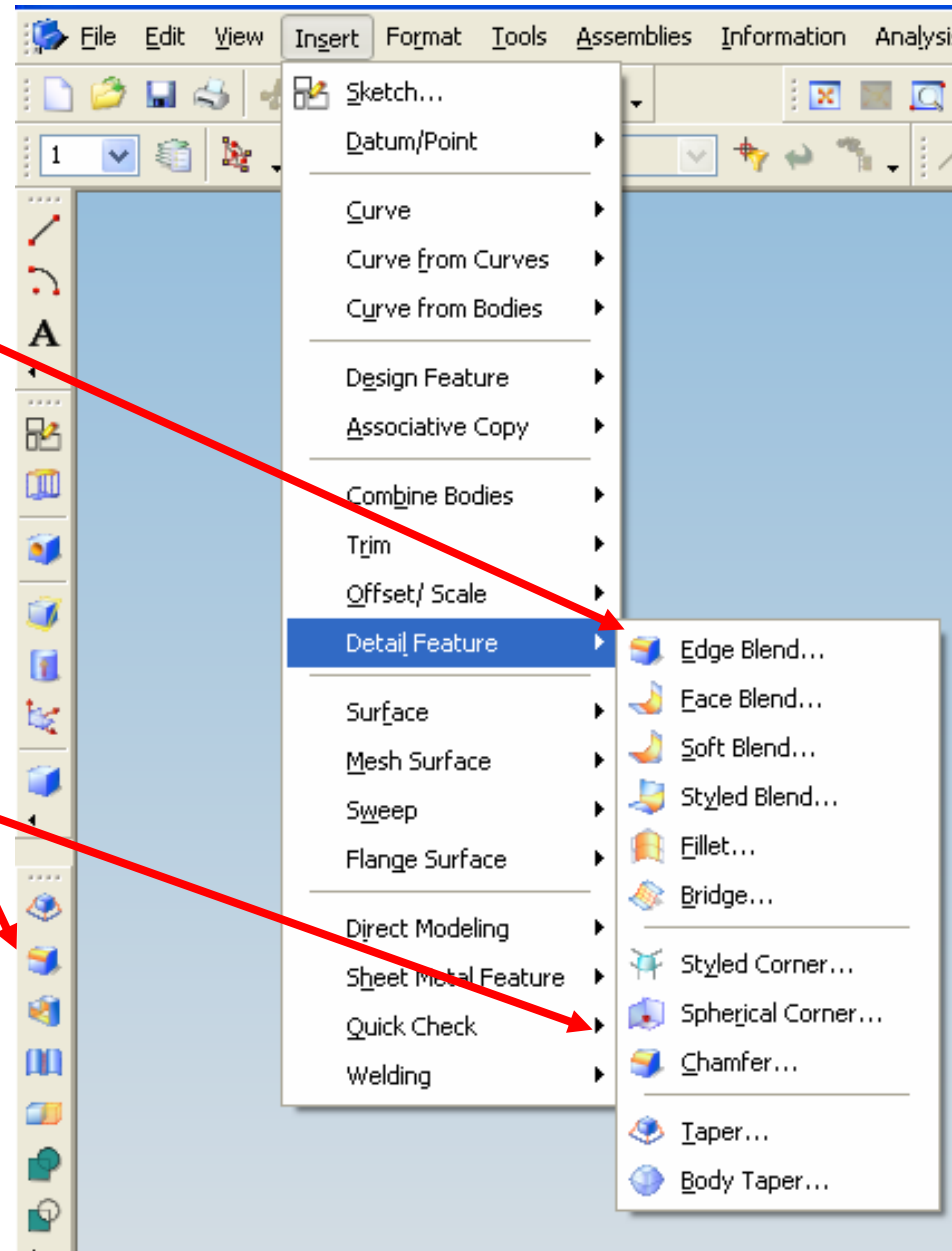 File Edit View Insert Format Tools Assemblies Information Analysi
Sketch...
Datum/Point
1
Curve
Curve from Curves
Curve from Bodies
A
Design Feature
Associative Copy
Combine Bodies
Trim
Offset/ Scale
Detail Feature
Edge Blend...
Face Blend...
Soft Blend...
Styled Blend...
Fillet...
Bridge...
Styled Corner...
Spherical Corner...
Chamfer...
Taper...
Body Taper...
Surface
Mesh Surface
Sweep
Flange Surface
Direct Modeling
Sheet Metal Feature
Quick Check
Welding